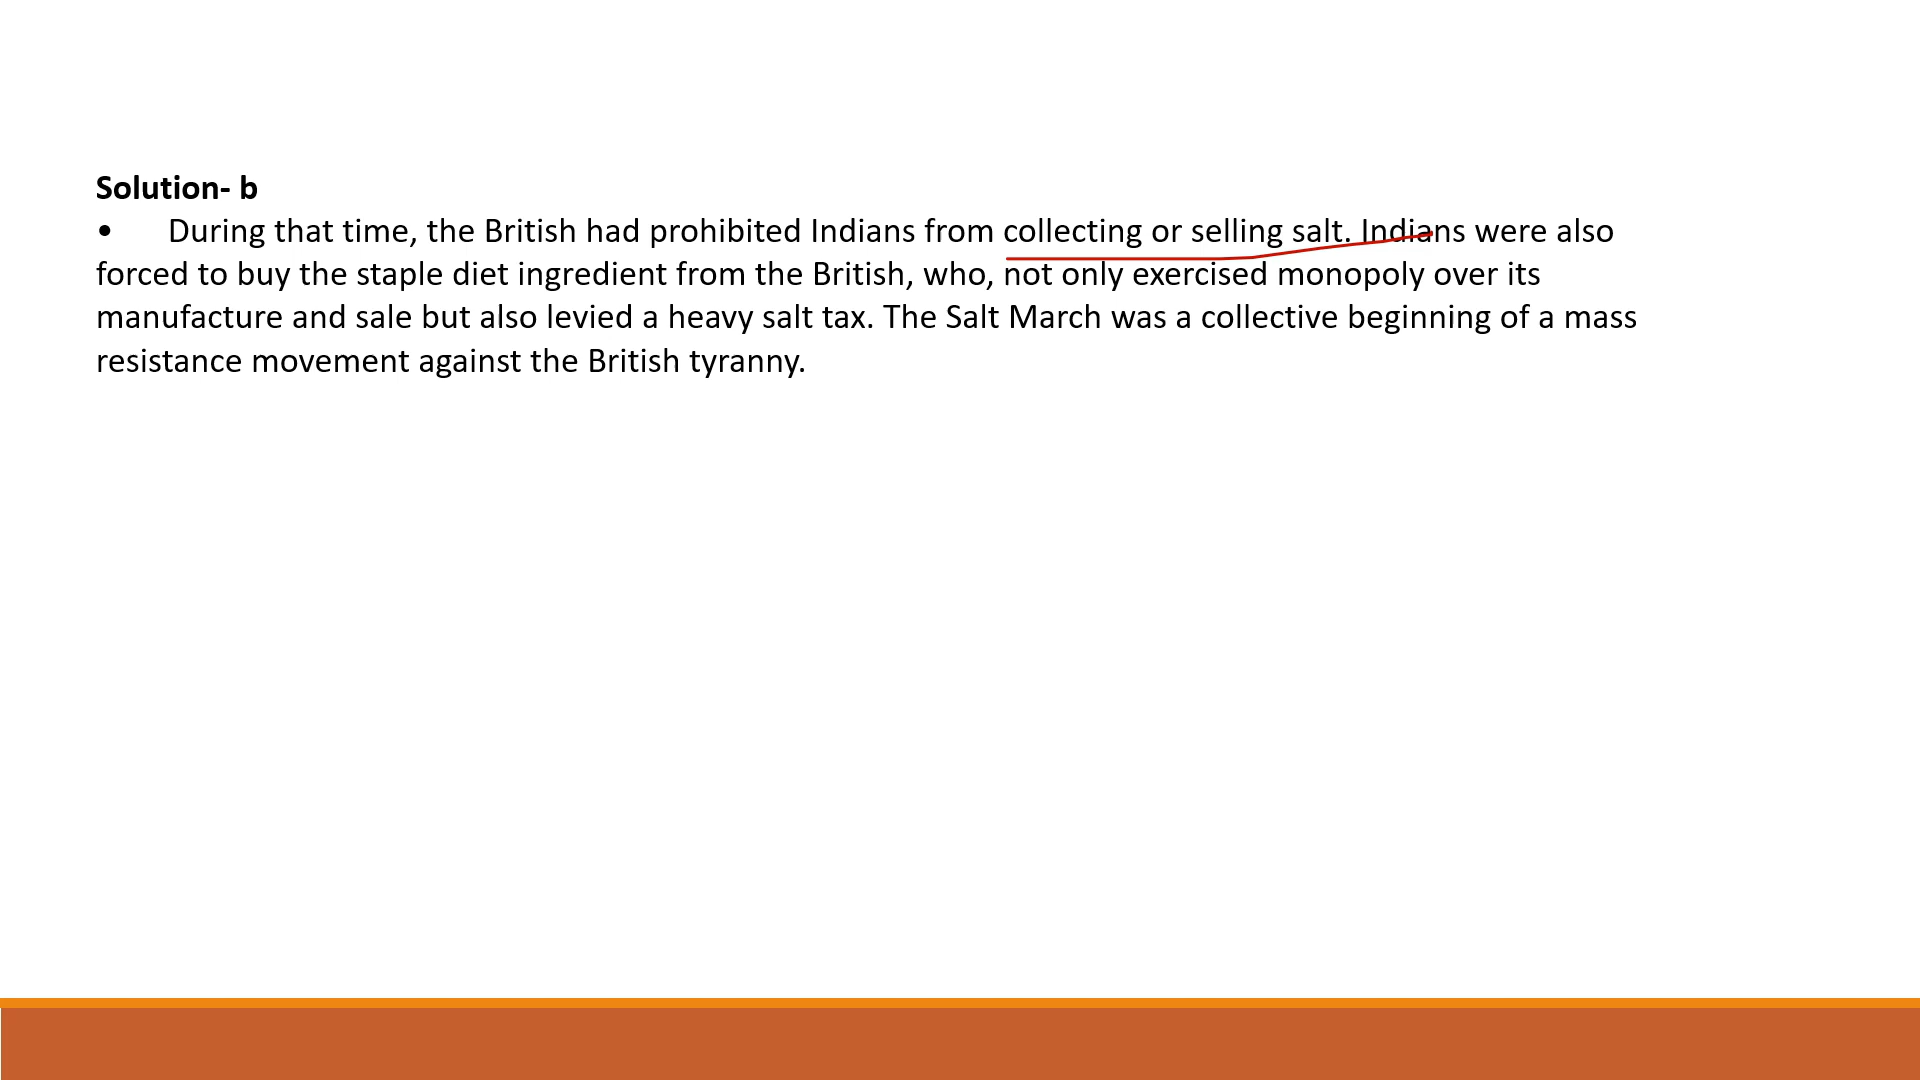 Solution- b
• During that time, the British had prohibited Indians from collecting or selling salt. Indians were also
forced to buy the staple diet ingredient from the British, who, not only exercised monopoly over its
manufacture and sale but also levied a heavy salt tax. The Salt March was a collective beginning of a mass
resistance movement against the British tyranny.